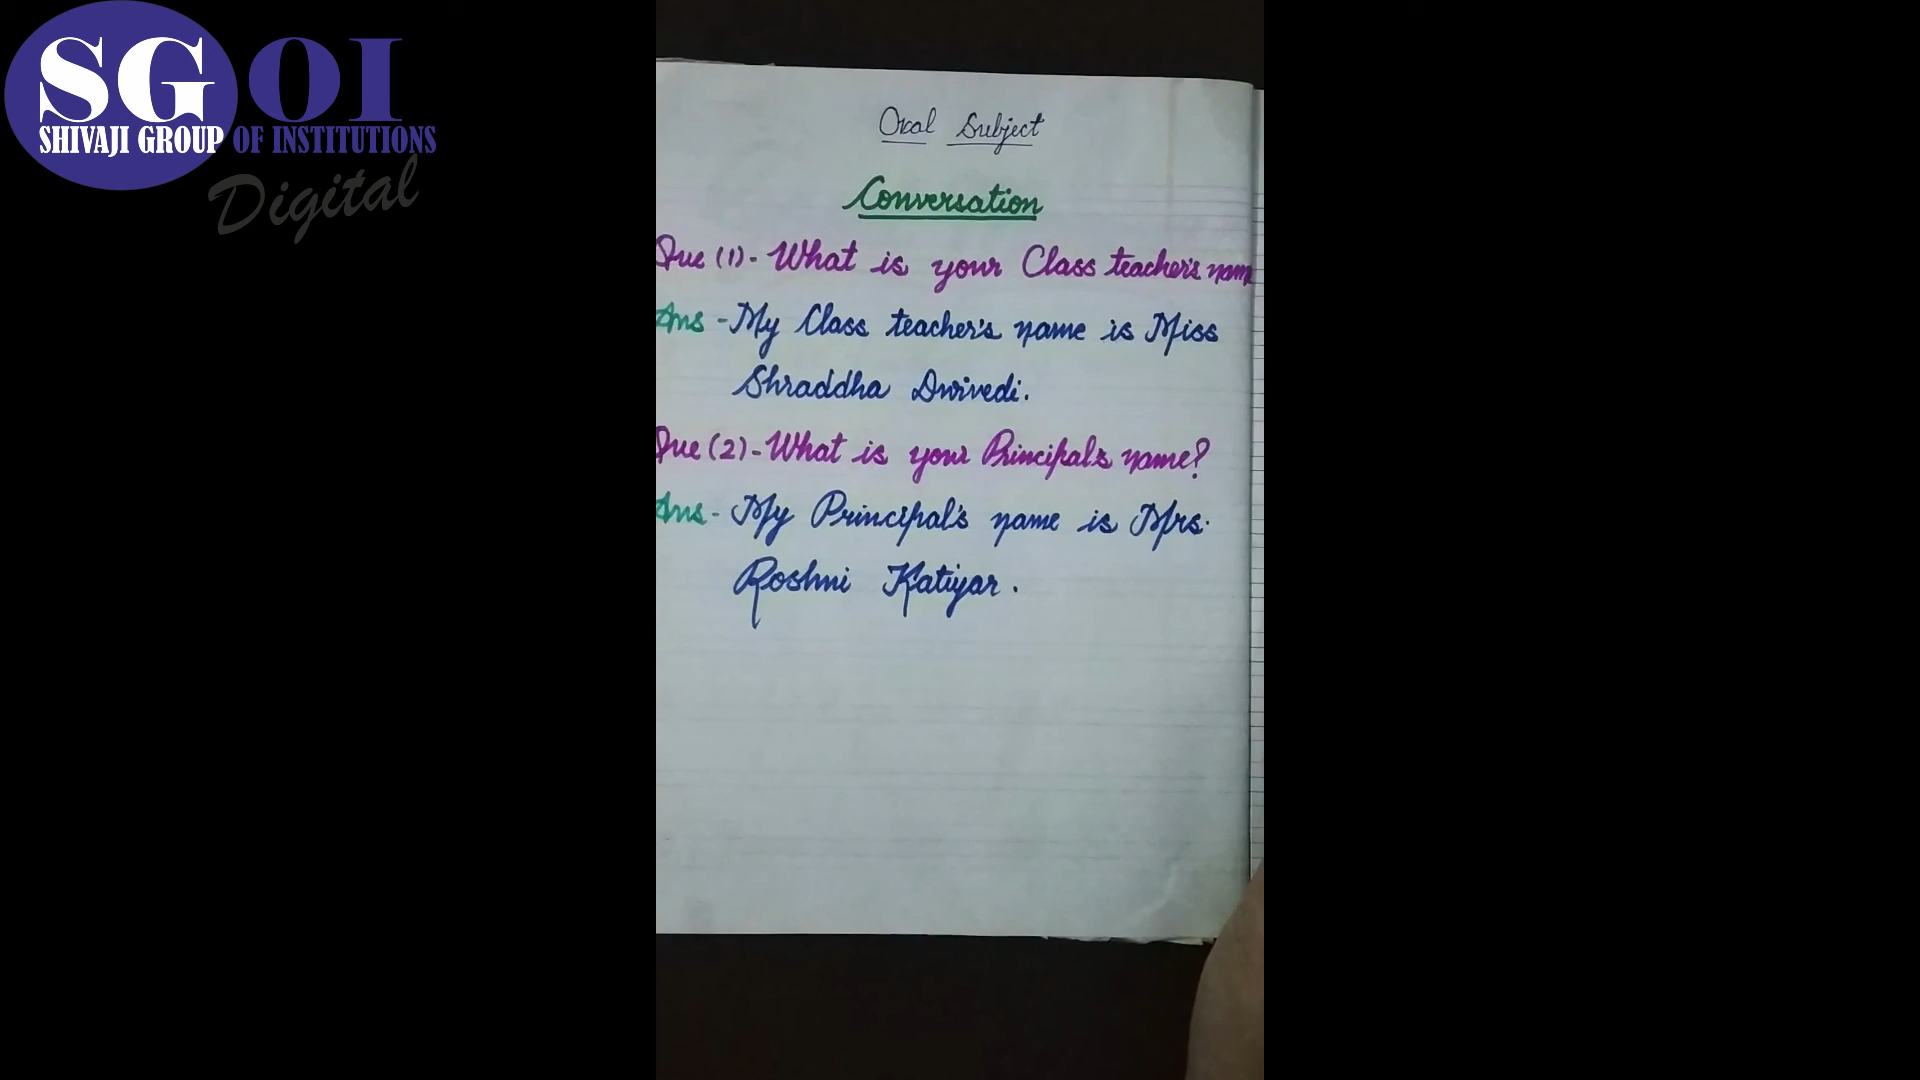 SGOI
SHIVAJI GROUP OF INSTITUTIONS
Digital
Oral Subject
Conversation
Que (1)- What is your Class teacher's name
Ans - My Class teacher's name is Miss
Shraddha Dwivedi.
Que (2)- What is your Principal's name?
Ans - My Principal's name is Mrs.
Roshni Katiyar.